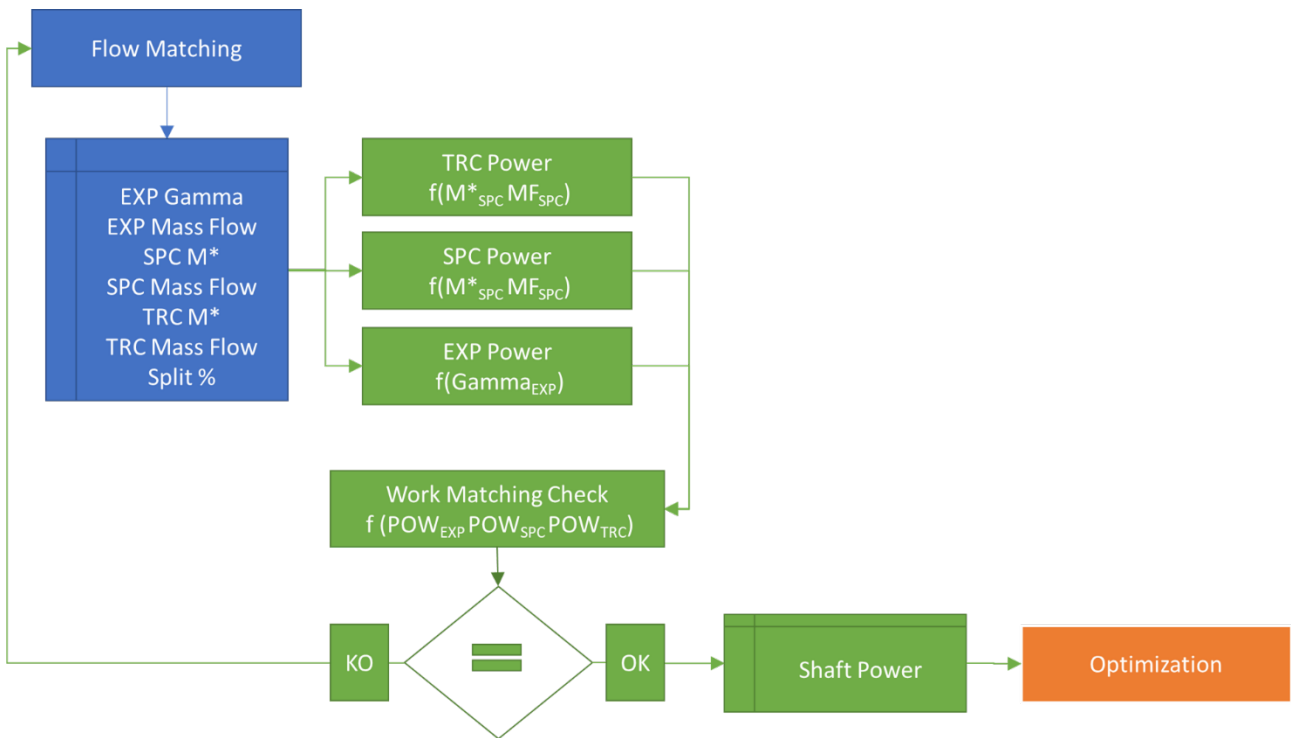 Flow Matching
EXP Gamma
EXP Mass Flow
SPC M*
SPC Mass Flow
TRC M*
TRC Mass Flow
Split %
TRC Power
f(M*SPC MFSPC)
SPC Power
f(M*SPC MFSPC)
EXP Power
f(GammaEXP)
Work Matching Check
f (POWEXP POWSPC POWTRC)
KO
=
OK
Shaft Power
Optimization